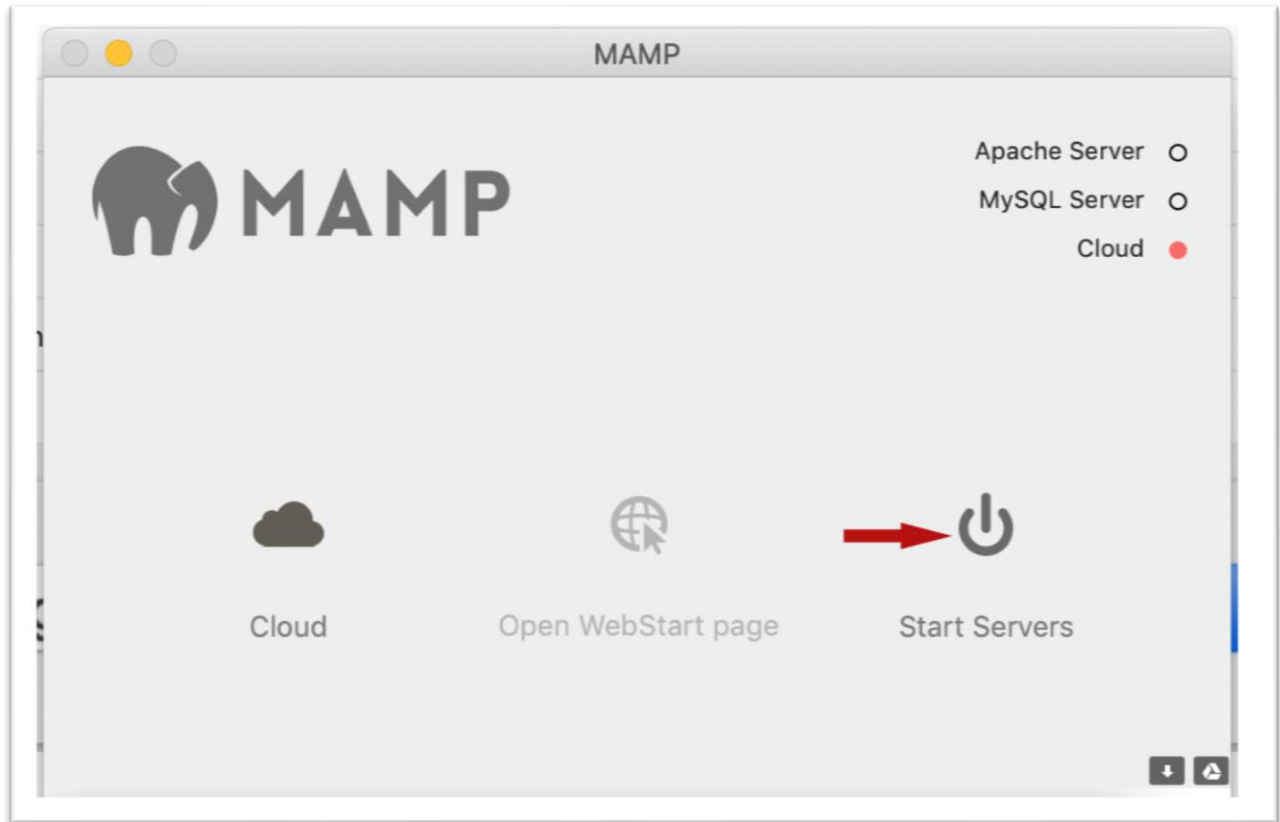 MAMP
MAMP
Apache Server
MySQL Server
Cloud
Cloud
Open WebStart page
Start Servers